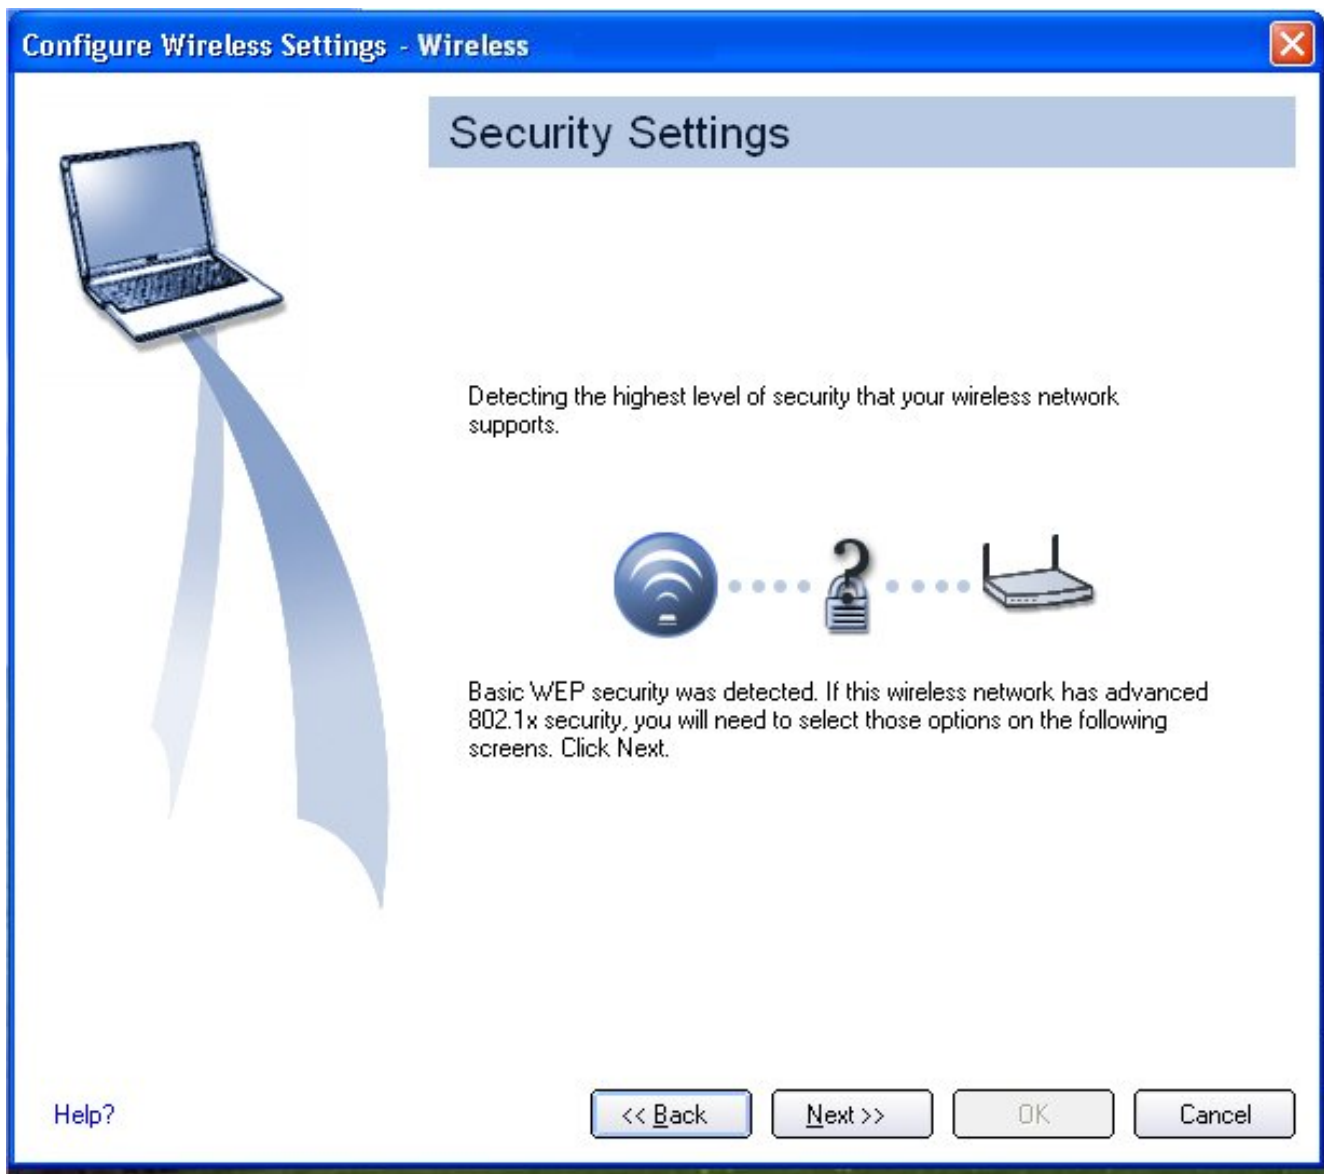 Configure Wireless Settings - Wireless
Security Settings
Detecting the highest level of security that your wireless network
supports.
?
Basic WEP security was detected. If this wireless network has advanced
802.1x security, you will need to select those options on the following
screens. Click Next.
Help?
<< Back
Next >>
OK
Cancel